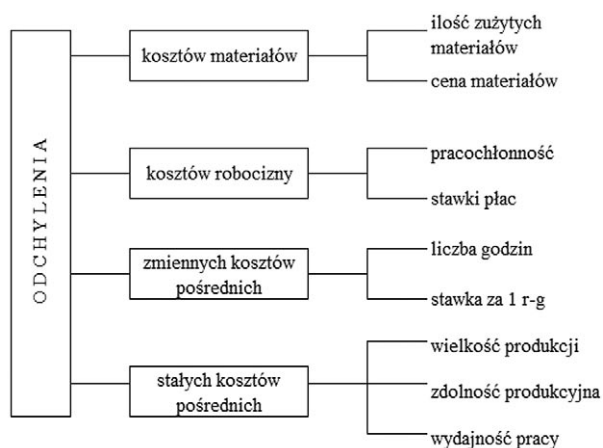 ODCHYLENIA
kosztów materiałów
ilość zużytych
materiałów
cena materiałów
kosztów robocizny
pracochłonność
stawki płac
zmiennych kosztów
pośrednich
liczba godzin
stawka za 1 r-g
stałych kosztów
pośrednich
wielkość produkcji
zdolność produkcyjna
wydajność pracy